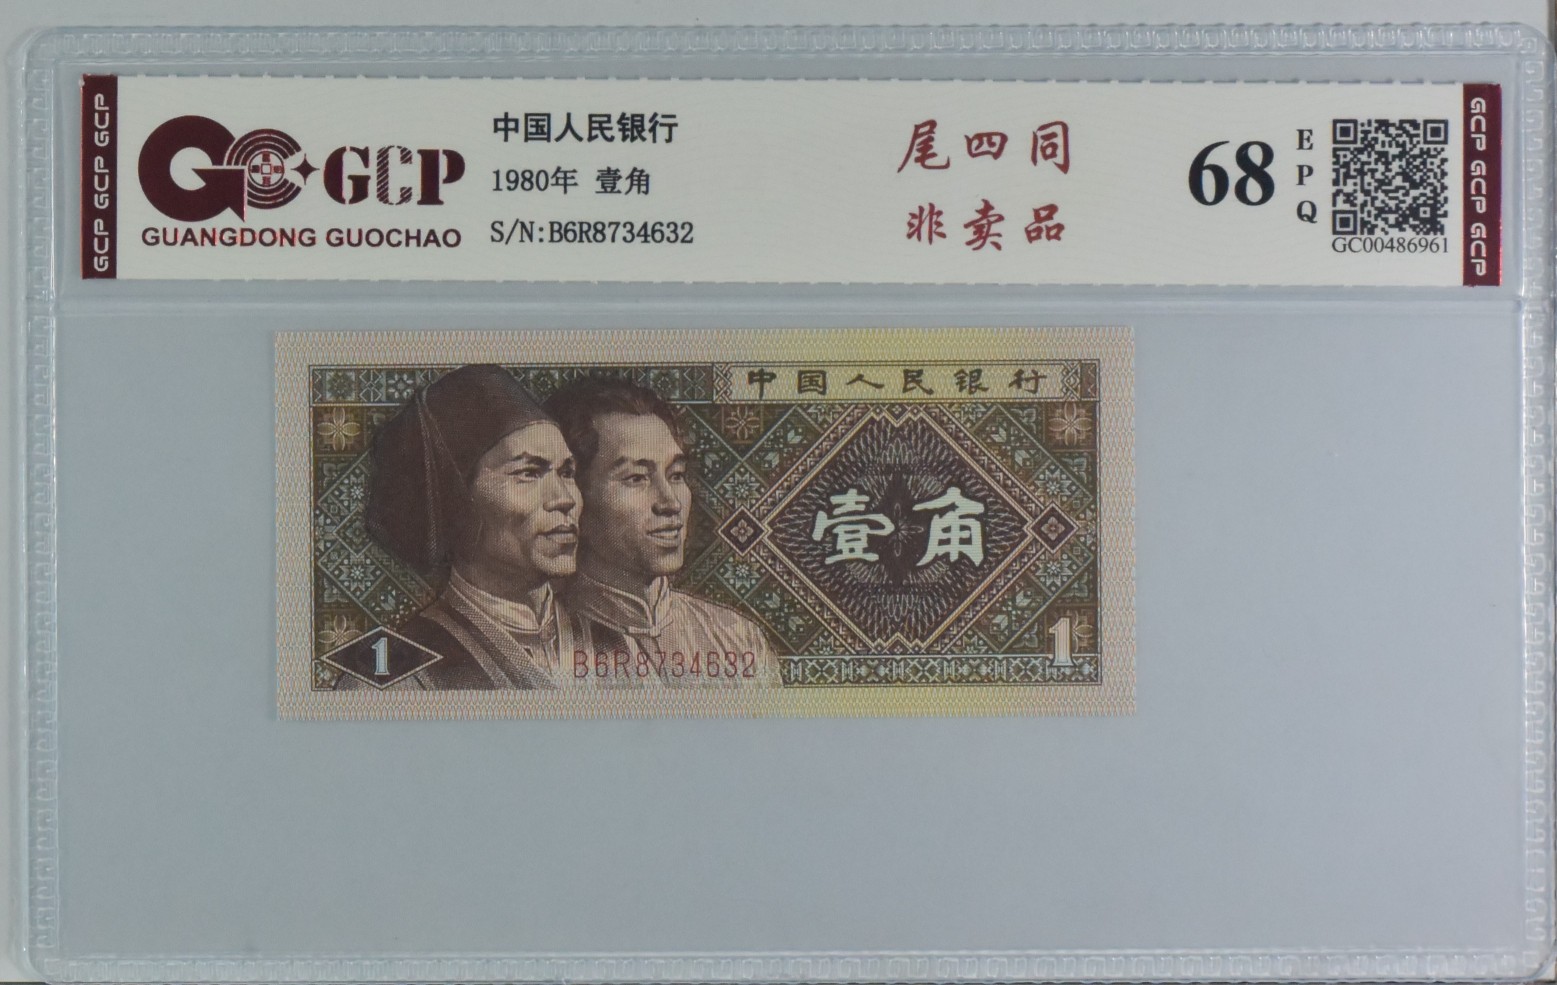 GCP GCP GCP
GCP
GUANGDONG GUOCHAO
中国人民银行
1980年 壹角
S/N:B6R8734632
尾四同
非卖品
68
EPQ
GC00486961
GCP GCP GCP
中国人民银行
壹角
1
B6R8734632
1